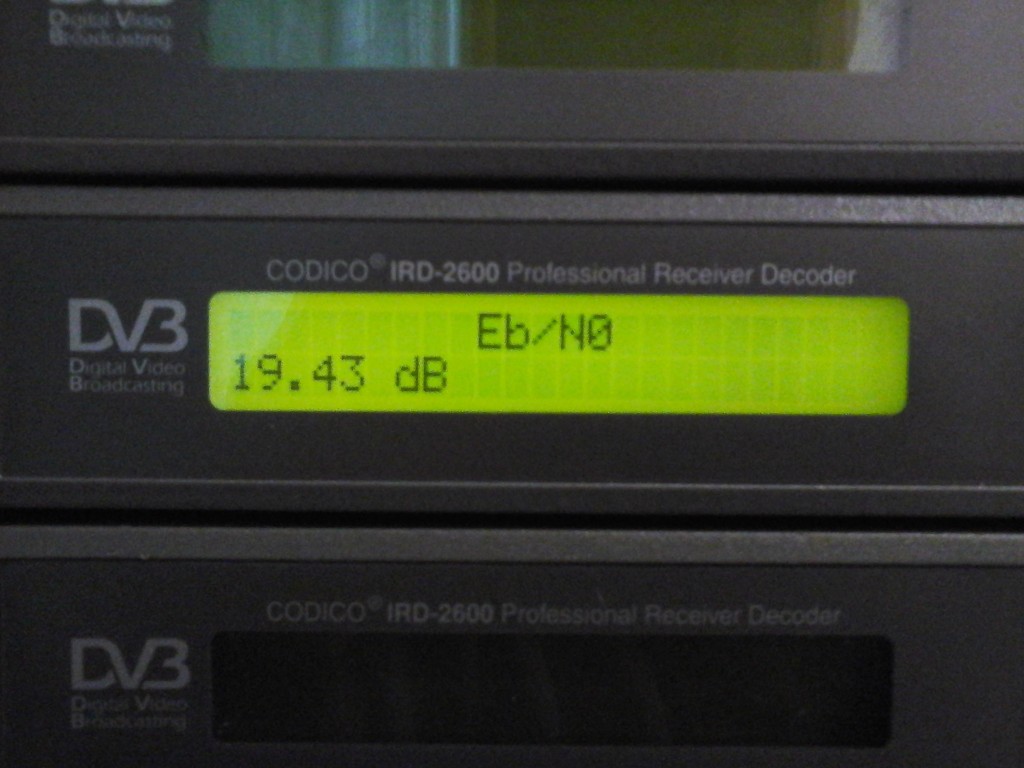 Digital Video
Broadcasting
CODICO® IRD-2600 Professional Receiver Decoder
DVB
Digital Video
Broadcasting
Eb/N0
19.43 dB
CODICO® IRD-2600 Professional Receiver Decoder
DVB
Digital Video
Broadcasting